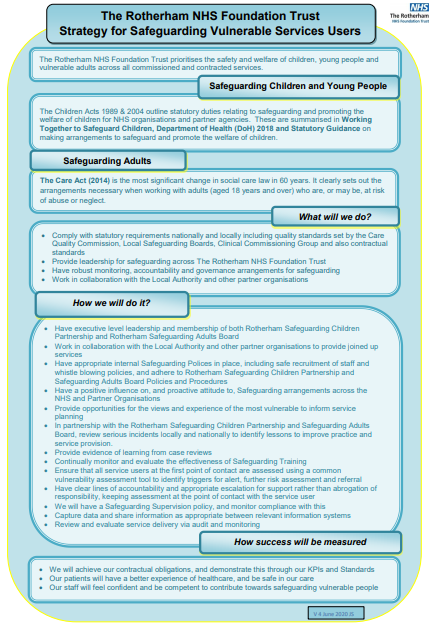 The Rotherham NHS Foundation Trust
Strategy for Safeguarding Vulnerable Services Users
NHS
The Rotherham
NHS Foundation Trust
The Rotherham NHS Foundation Trust prioritises the safety and welfare of children, young people and
vulnerable adults across all commissioned and contracted services.
Safeguarding Children and Young People
The Children Acts 1989 & 2004 outline statutory duties relating to safeguarding and promoting the
welfare of children for NHS organisations and partner agencies. These are summarised in Working
Together to Safeguard Children, Department of Health (DoH) 2018 and Statutory Guidance on
making arrangements to safeguard and promote the welfare of children.
Safeguarding Adults
The Care Act (2014) is the most significant change in social care law in 60 years. It clearly sets out the
arrangements necessary when working with adults (aged 18 years and over) who are, or may be, at risk
of abuse or neglect.
What will we do?
• Comply with statutory requirements nationally and locally including quality standards set by the Care
Quality Commission, Local Safeguarding Boards, Clinical Commissioning Group and also contractual
standards
• Provide leadership for safeguarding across The Rotherham NHS Foundation Trust
• Have robust monitoring, accountability and governance arrangements for safeguarding
• Work in collaboration with the Local Authority and other partner organisations
How we will do it?
• Have executive level leadership and membership of both Rotherham Safeguarding Children
Partnership and Rotherham Safeguarding Adults Board
• Work in collaboration with the Local Authority and other partner organisations to provide joined up
services
• Have appropriate internal Safeguarding Polices in place, including safe recruitment of staff and
whistle blowing policies, and adhere to Rotherham Safeguarding Children Partnership and
Safeguarding Adults Board Policies and Procedures
• Have a positive influence on, and proactive attitude to, Safeguarding arrangements across the
NHS and Partner Organisations
• Provide opportunities for the views and experience of the most vulnerable to inform service
planning
• In partnership with the Rotherham Safeguarding Children Partnership and Safeguarding Adults
Board, review serious incidents locally and nationally to identify lessons to improve practice and
service provision.
• Provide evidence of learning from case reviews
• Continually monitor and evaluate the effectiveness of Safeguarding Training
• Ensure that all service users at the first point of contact are assessed using a common
vulnerability assessment tool to identify triggers for alert, further risk assessment and referral
• Have clear lines of accountability and appropriate escalation for support rather than abrogation of
responsibility, keeping assessment at the point of contact with the service user
• We will have a Safeguarding Supervision policy, and monitor compliance with this
• Capture data and share information as appropriate between relevant information systems
• Review and evaluate service delivery via audit and monitoring
How success will be measured
• We will achieve our contractual obligations, and demonstrate this through our KPIs and Standards
• Our patients will have a better experience of healthcare, and be safe in our care
• Our staff will feel confident and be competent to contribute towards safeguarding vulnerable people
V 4 June 2020 JS